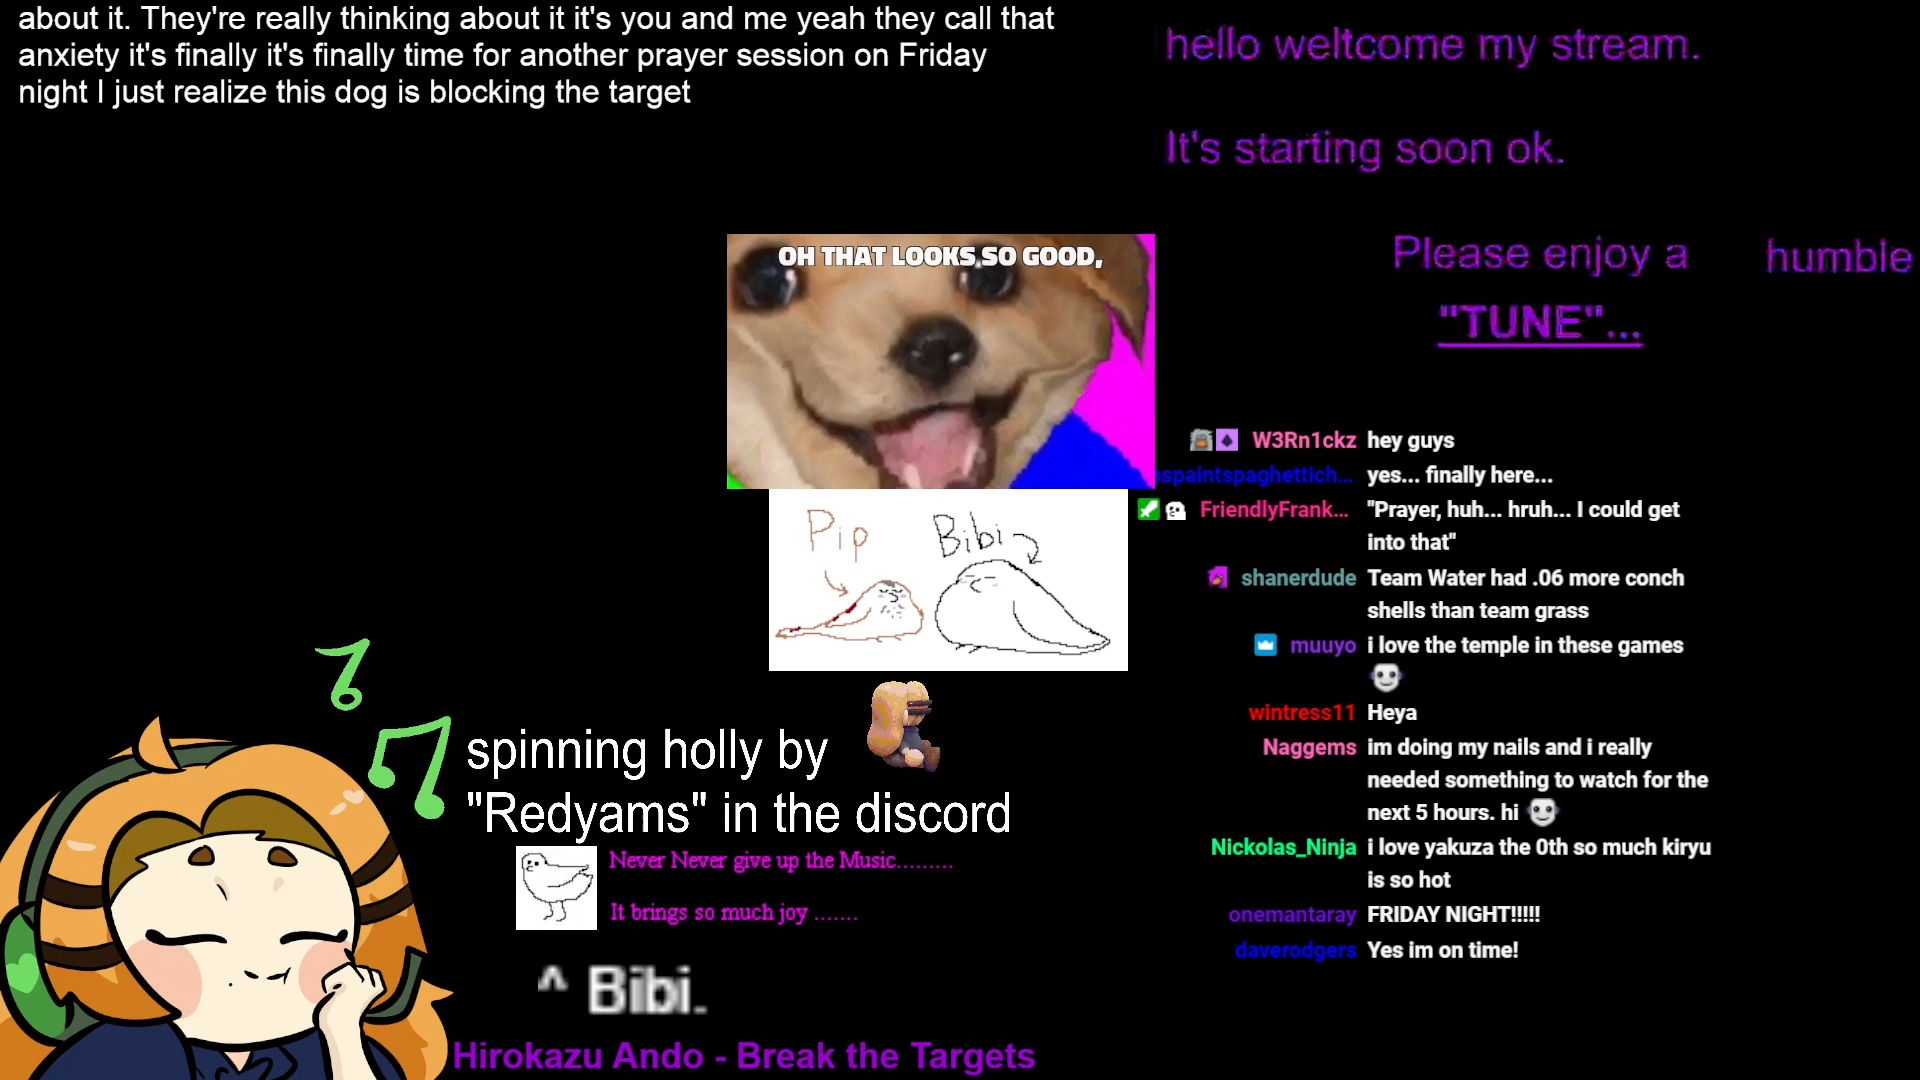 about it. They're really thinking about it it's you and me yeah they call that
anxiety it's finally it's finally time for another prayer session on Friday
night I just realize this dog is blocking the target
hello weltcome my stream.
It's starting soon ok.
Please enjoy a humble
"TUNE"...
OH THAT LOOKS SO GOOD,
Pip
Bibi
W3Rn1ckz hey guys
spaintspaghettich... yes... finally here...
FriendlyFrank... "Prayer, huh... hruh... I could get
into that"
shanerdude Team Water had .06 more conch
shells than team grass
muuyo i love the temple in these games
wintress11 Heya
Naggems im doing my nails and i really
needed something to watch for the
next 5 hours. hi
Nickolas_Ninja i love yakuza the 0th so much kiryu
is so hot
onemantaray FRIDAY NIGHT!!!!!
daverodgers Yes im on time!
spinning holly by
"Redyams" in the discord
Never Never give up the Music.........
It brings so much joy .......
^ Bibi.
Hirokazu Ando - Break the Targets